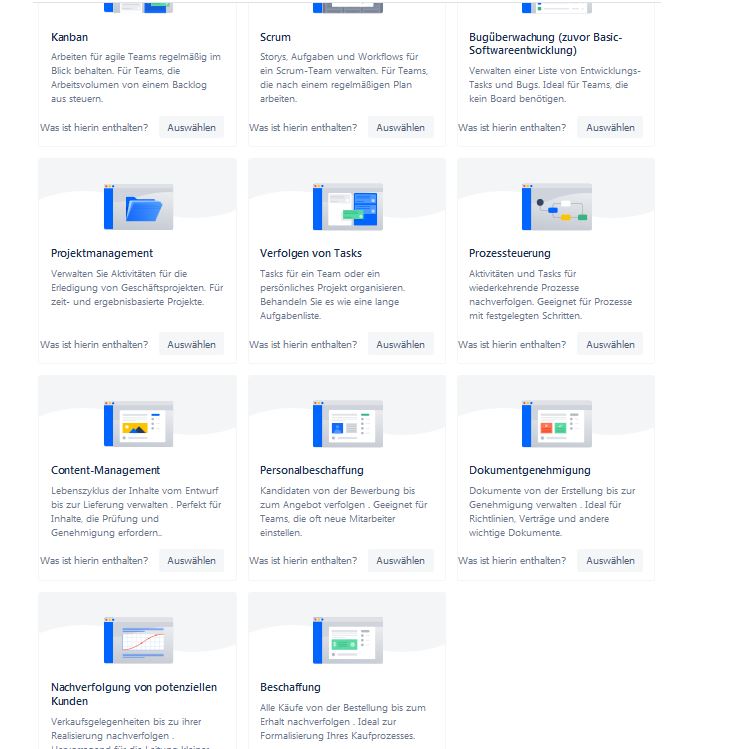 Kanban
Arbeiten für agile Teams regelmäßig im
Blick behalten. Für Teams, die
Arbeitsvolumen von einem Backlog
aus steuern.
Was ist hierin enthalten? Auswählen
Scrum
Storys, Aufgaben und Workflows für
ein Scrum-Team verwalten. Für Teams,
die nach einem regelmäßigen Plan
arbeiten.
Was ist hierin enthalten? Auswählen
Bugüberwachung (zuvor Basic-
Softwareentwicklung)
Verwalten einer Liste von Entwicklungs-
Tasks und Bugs. Ideal für Teams, die
kein Board benötigen.
Was ist hierin enthalten? Auswählen
Projektmanagement
Verwalten Sie Aktivitäten für die
Erledigung von Geschäftsprojekten. Für
zeit- und ergebnisbasierte Projekte.
Was ist hierin enthalten? Auswählen
Verfolgen von Tasks
Tasks für ein Team oder ein
persönliches Projekt organisieren.
Behandeln Sie es wie eine lange
Aufgabenliste.
Was ist hierin enthalten? Auswählen
Prozessteuerung
Aktivitäten und Tasks für
wiederkehrende Prozesse
nachverfolgen. Geeignet für Prozesse
mit festgelegten Schritten.
Was ist hierin enthalten? Auswählen
Content-Management
Lebenszyklus der Inhalte vom Entwurf
bis zur Lieferung verwalten . Perfekt für
Inhalte, die Prüfung und
Genehmigung erfordern..
Was ist hierin enthalten? Auswählen
Personalbeschaffung
Kandidaten von der Bewerbung bis
zum Angebot verfolgen . Geeignet für
Teams, die oft neue Mitarbeiter
einstellen.
Was ist hierin enthalten? Auswählen
Dokumentgenehmigung
Dokumente von der Erstellung bis zur
Genehmigung verwalten . Ideal für
Richtlinien, Verträge und andere
wichtige Dokumente.
Was ist hierin enthalten? Auswählen
Nachverfolgung von potenziellen
Kunden
Verkaufsgelegenheiten bis zu ihrer
Realisierung nachverfolgen .
Hervorragend für die Leitung kleiner
Beschaffung
Alle Käufe von der Bestellung bis zum
Erhalt nachverfolgen . Ideal zur
Formalisierung Ihres Kaufprozesses.